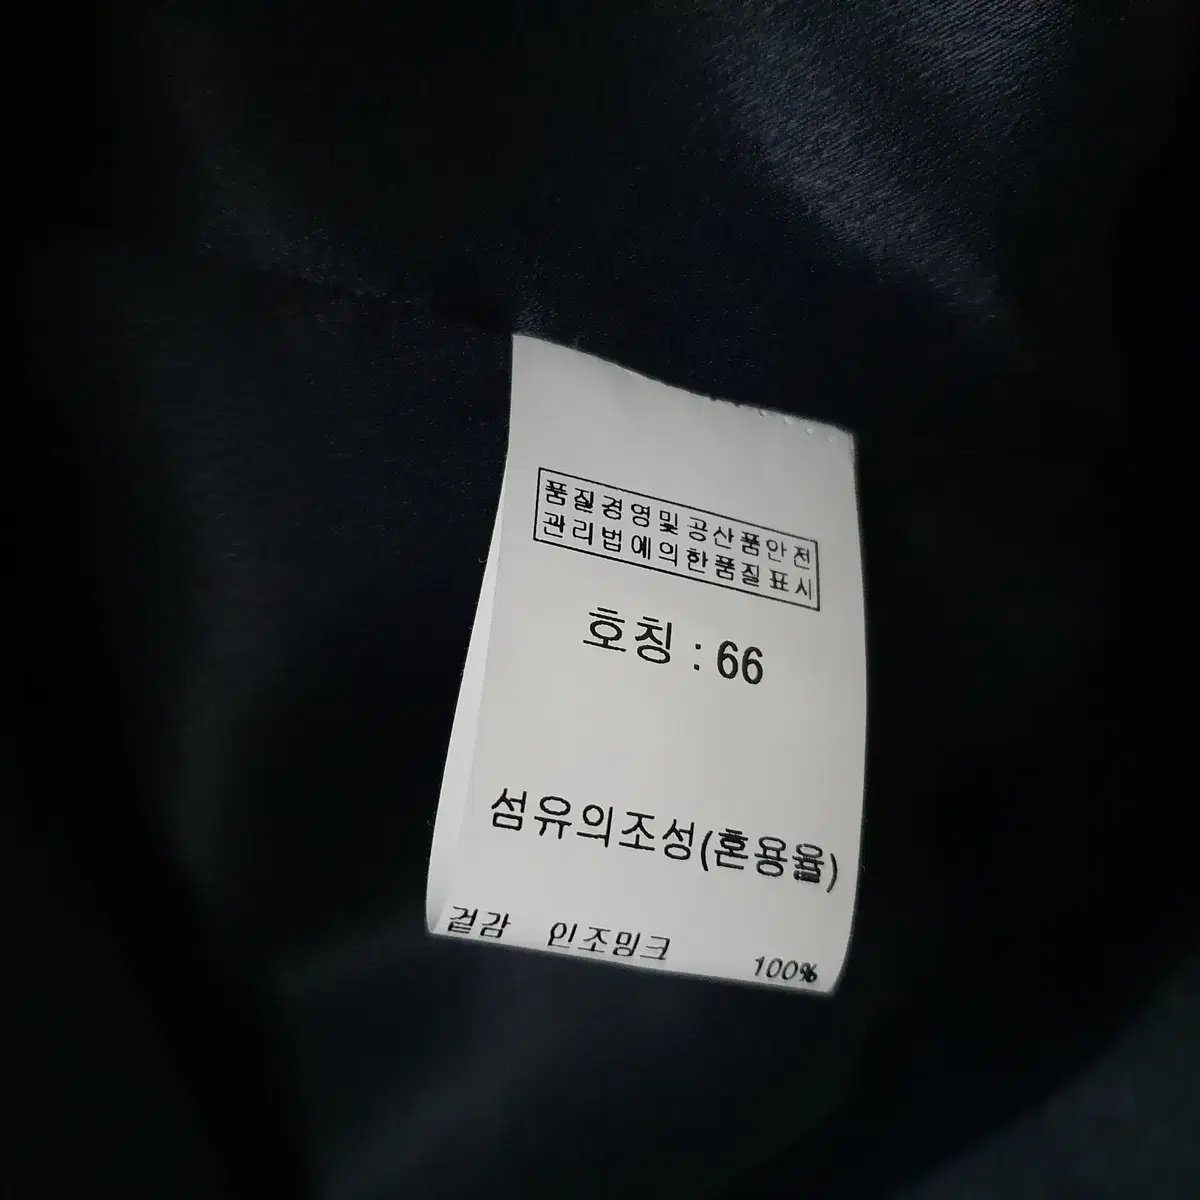 품질경영및공산품안전
관리법에의한품질표시
호칭 : 66
섬유의조성(혼용율)
겉감 인조밍크 100%